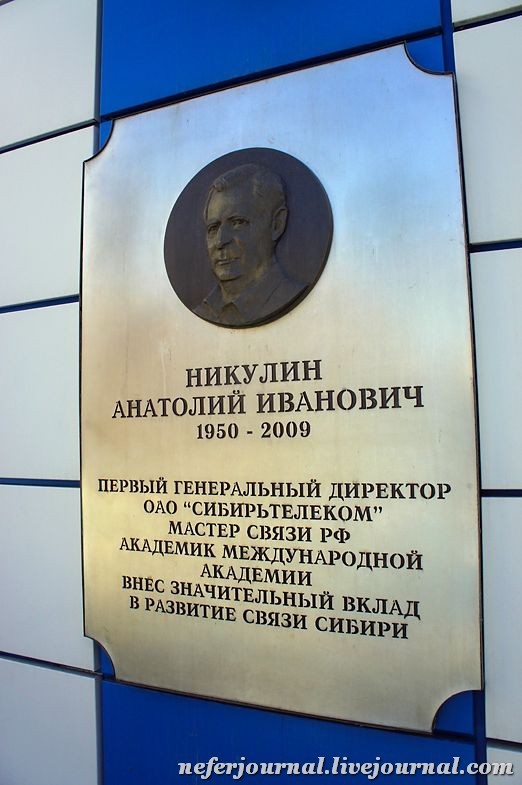 НИКУЛИН
АНАТОЛИЙ ИВАНОВИЧ
1950 - 2009
ПЕРВЫЙ ГЕНЕРАЛЬНЫЙ ДИРЕКТОР
ОАО "СИБИРЬТЕЛЕКОМ"
МАСТЕР СВЯЗИ РФ
АКАДЕМИК МЕЖДУНАРОДНОЙ
АКАДЕМИИ
ВНЕС ЗНАЧИТЕЛЬНЫЙ ВКЛАД
В РАЗВИТИЕ СВЯЗИ СИБИРИ
neferjournal.livejournal.com